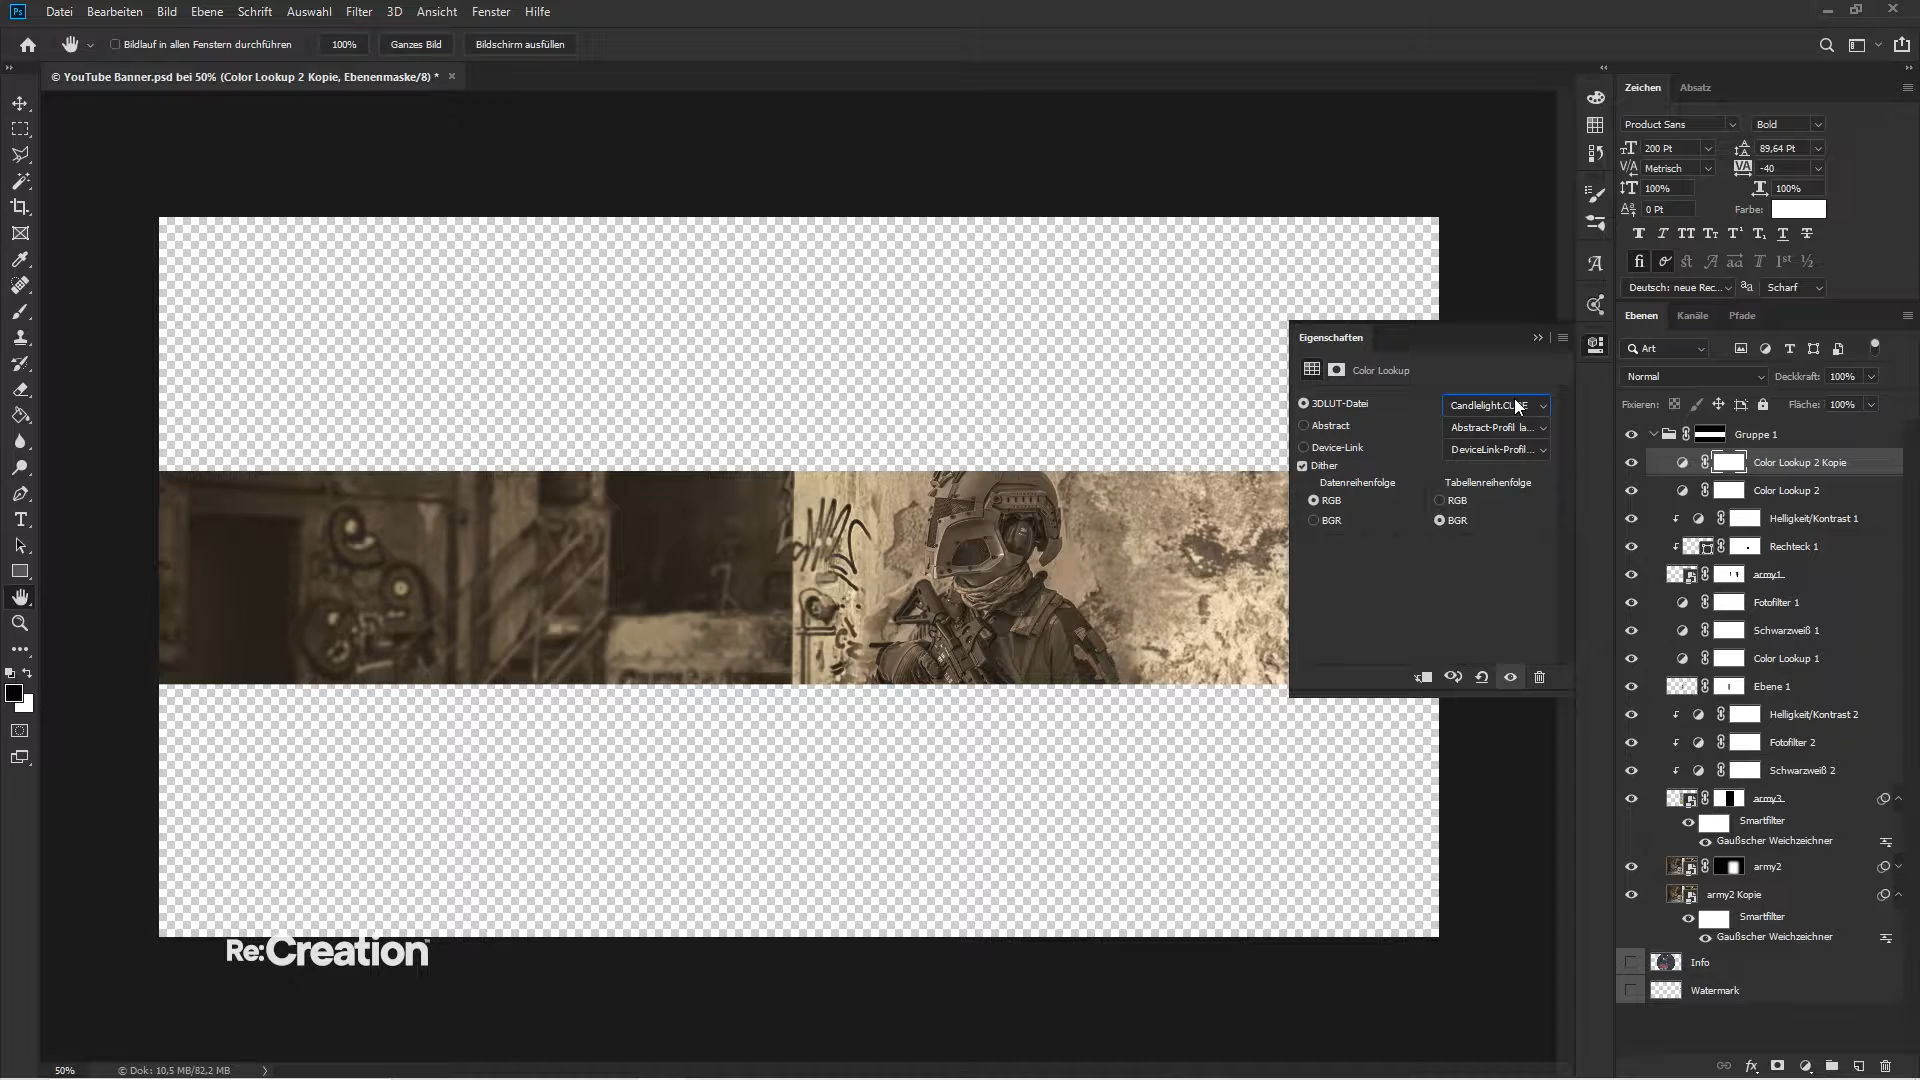 Ps Datei Bearbeiten Bild Ebene Schrift Auswahl Filter 3D Ansicht Fenster Hilfe
Bildlauf in allen Fenstern durchführen 100% Ganzes Bild Bildschirm ausfüllen
© YouTube Banner.psd bei 50% (Color Lookup 2 Kopie, Ebenenmaske/8) *
Zeichen Absatz
Product Sans Bold
200 Pt 89,64 Pt
Metrisch -40
100% 100%
0 Pt Farbe:
Deutsch: neue Rec... aa Scharf
Ebenen Kanäle Pfade
Art
Normal Deckkraft: 100%
Fixieren: Fläche: 100%
Gruppe 1
Color Lookup 2 Kopie
Color Lookup 2
Helligkeit/Kontrast 1
Rechteck 1
army1
Fotofilter 1
Schwarzweiß 1
Color Lookup 1
Ebene 1
Helligkeit/Kontrast 2
Fotofilter 2
Schwarzweiß 2
army3
Smartfilter
Gaußscher Weichzeichner
army2
army2 Kopie
Smartfilter
Gaußscher Weichzeichner
Info
Watermark
Eigenschaften
Color Lookup
3DLUT-Datei
Abstract Abstract-Profil la...
Device-Link DeviceLink-Profil...
Dither
Datenreihenfolge Tabellenreihenfolge
RGB RGB
BGR BGR
Re:Creation
50% © Dok: 10,5 MB/82,2 MB